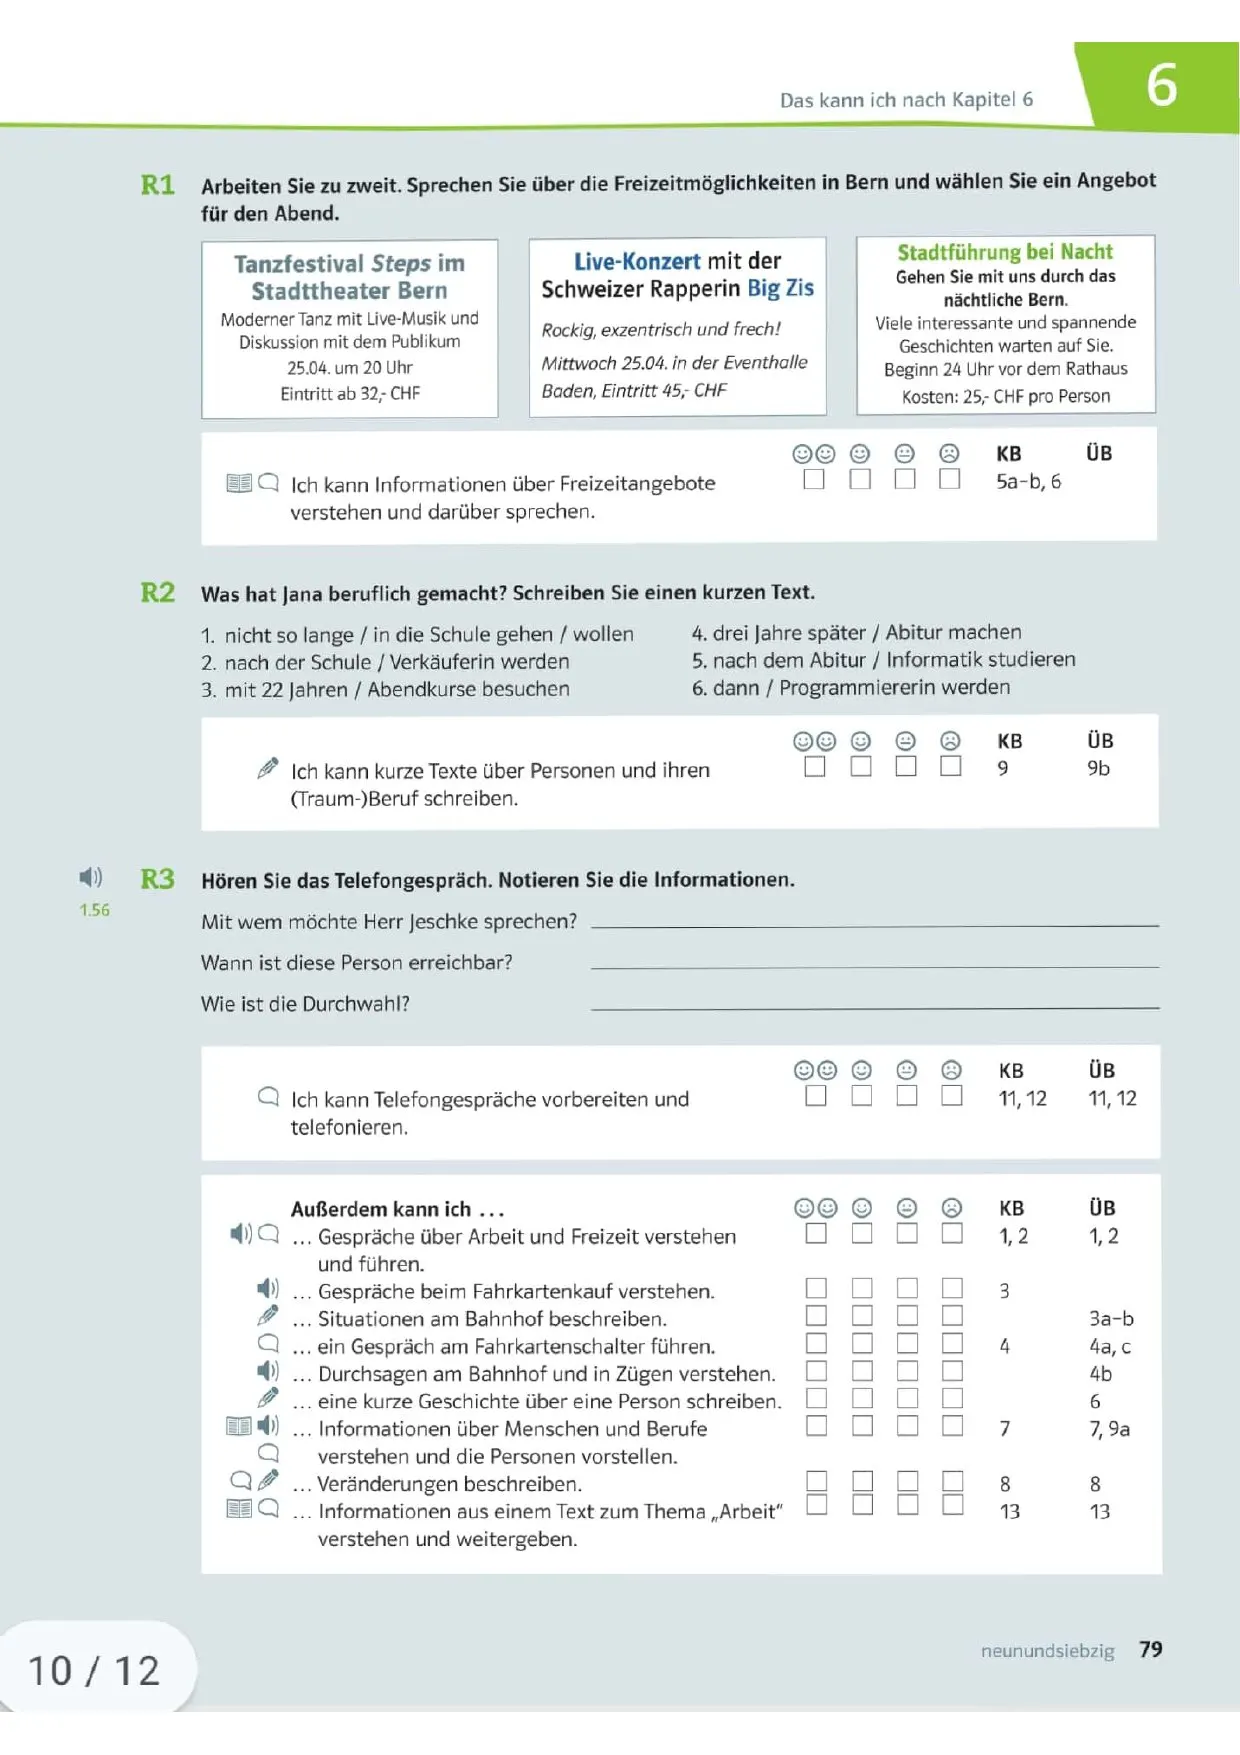 Das kann ich nach Kapitel 6
6
R1 Arbeiten Sie zu zweit. Sprechen Sie über die Freizeitmöglichkeiten in Bern und wählen Sie ein Angebot
für den Abend.
Tanzfestival Steps im
Stadttheater Bern
Moderner Tanz mit Live-Musik und
Diskussion mit dem Publikum
25.04. um 20 Uhr
Eintritt ab 32,- CHF
Live-Konzert mit der
Schweizer Rapperin Big Zis
Rockig, exzentrisch und frech!
Mittwoch 25.04. in der Eventhalle
Baden, Eintritt 45,- CHF
Stadtführung bei Nacht
Gehen Sie mit uns durch das
nächtliche Bern.
Viele interessante und spannende
Geschichten warten auf Sie.
Beginn 24 Uhr vor dem Rathaus
Kosten: 25,- CHF pro Person
KB ÜB
Ich kann Informationen über Freizeitangebote 5a-b, 6
verstehen und darüber sprechen.
R2 Was hat Jana beruflich gemacht? Schreiben Sie einen kurzen Text.
1. nicht so lange / in die Schule gehen / wollen
2. nach der Schule / Verkäuferin werden
3. mit 22 Jahren / Abendkurse besuchen
4. drei Jahre später / Abitur machen
5. nach dem Abitur / Informatik studieren
6. dann / Programmiererin werden
KB ÜB
Ich kann kurze Texte über Personen und ihren 9 9b
(Traum-)Beruf schreiben.
1.56
R3 Hören Sie das Telefongespräch. Notieren Sie die Informationen.
Mit wem möchte Herr Jeschke sprechen?
Wann ist diese Person erreichbar?
Wie ist die Durchwahl?
KB ÜB
Ich kann Telefongespräche vorbereiten und 11, 12 11, 12
telefonieren.
Außerdem kann ich ... KB ÜB
... Gespräche über Arbeit und Freizeit verstehen 1, 2 1, 2
und führen.
... Gespräche beim Fahrkartenkauf verstehen. 3
... Situationen am Bahnhof beschreiben. 3a-b
... ein Gespräch am Fahrkartenschalter führen. 4 4a, c
... Durchsagen am Bahnhof und in Zügen verstehen. 4b
... eine kurze Geschichte über eine Person schreiben. 6
... Informationen über Menschen und Berufe 7 7, 9a
verstehen und die Personen vorstellen.
... Veränderungen beschreiben. 8 8
... Informationen aus einem Text zum Thema „Arbeit" 13 13
verstehen und weitergeben.
neunundsiebzig 79
10 / 12